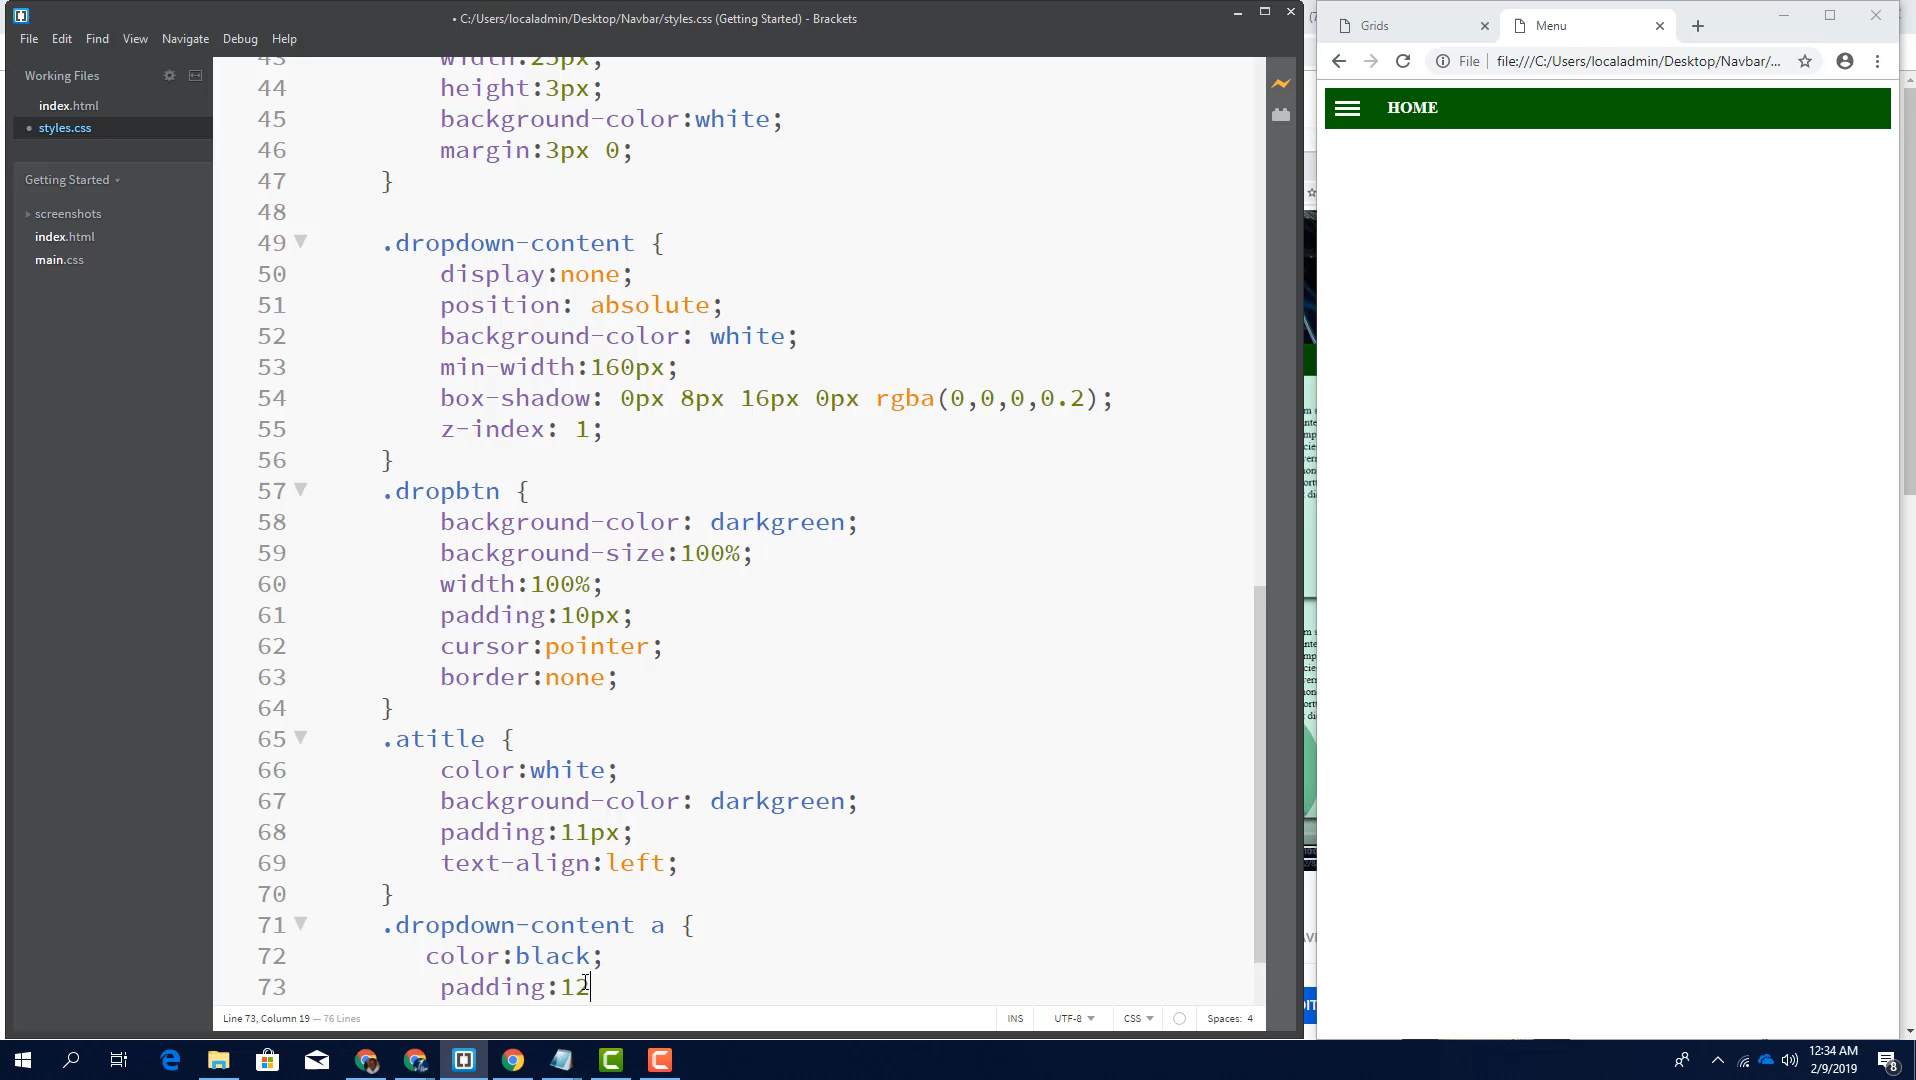 • C:/Users/localadmin/Desktop/Navbar/styles.css (Getting Started) - Brackets
File Edit Find View Navigate Debug Help
Working Files
index.html
• styles.css
Getting Started
screenshots
index.html
main.css
43 width:25px;
44 height:3px;
45 background-color:white;
46 margin:3px 0;
47 }
48
49 .dropdown-content {
50 display:none;
51 position: absolute;
52 background-color: white;
53 min-width:160px;
54 box-shadow: 0px 8px 16px 0px rgba(0,0,0,0.2);
55 z-index: 1;
56 }
57 .dropbtn {
58 background-color: darkgreen;
59 background-size:100%;
60 width:100%;
61 padding:10px;
62 cursor:pointer;
63 border:none;
64 }
65 .atitle {
66 color:white;
67 background-color: darkgreen;
68 padding:11px;
69 text-align:left;
70 }
71 .dropdown-content a {
72 color:black;
73 padding:12
Line 73, Column 19 — 76 Lines
INS UTF-8 CSS Spaces: 4
Grids Menu
File file:///C:/Users/localadmin/Desktop/Navbar/...
HOME
12:34 AM
2/9/2019
8